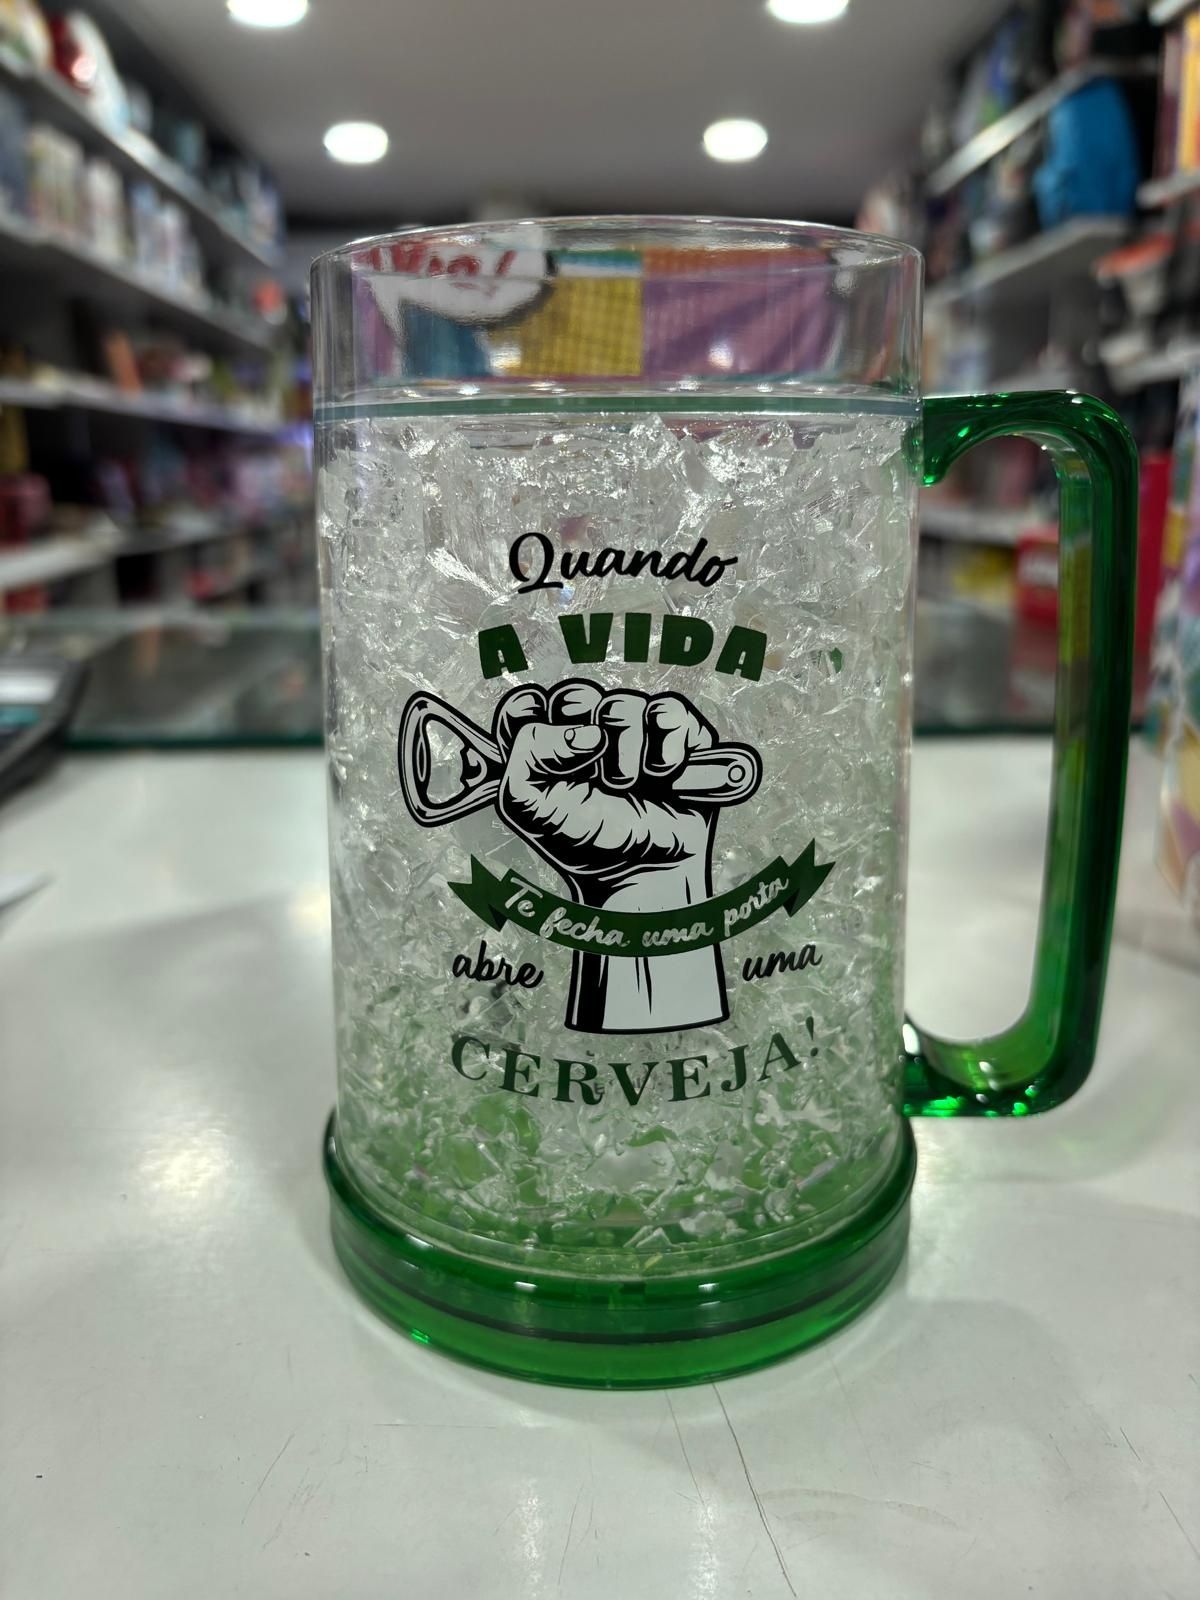 Quando
A VIDA
Te fecha uma porta
abre uma
CERVEJA!